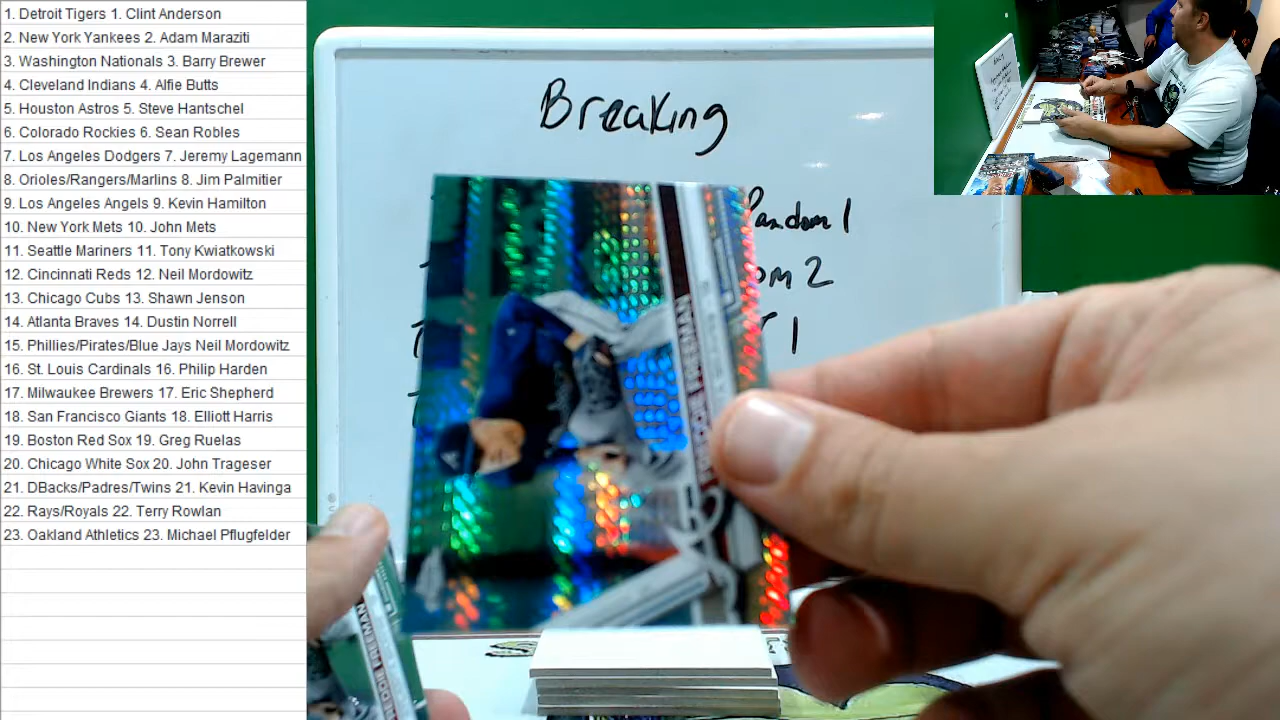 1. Detroit Tigers 1. Clint Anderson
2. New York Yankees 2. Adam Maraziti
3. Washington Nationals 3. Barry Brewer
4. Cleveland Indians 4. Alfie Butts
5. Houston Astros 5. Steve Hantschel
6. Colorado Rockies 6. Sean Robles
7. Los Angeles Dodgers 7. Jeremy Lagemann
8. Orioles/Rangers/Marlins 8. Jim Palmitier
9. Los Angeles Angels 9. Kevin Hamilton
10. New York Mets 10. John Mets
11. Seattle Mariners 11. Tony Kwiatkowski
12. Cincinnati Reds 12. Neil Mordowitz
13. Chicago Cubs 13. Shawn Jenson
14. Atlanta Braves 14. Dustin Norrell
15. Phillies/Pirates/Blue Jays Neil Mordowitz
16. St. Louis Cardinals 16. Philip Harden
17. Milwaukee Brewers 17. Eric Shepherd
18. San Francisco Giants 18. Elliott Harris
19. Boston Red Sox 19. Greg Ruelas
20. Chicago White Sox 20. John Trageser
21. DBacks/Padres/Twins 21. Kevin Havinga
22. Rays/Royals 22. Terry Rowlan
23. Oakland Athletics 23. Michael Pflugfelder
Breaking
Random 1
2
1
FREDDIE FREEMAN
FREEMAN